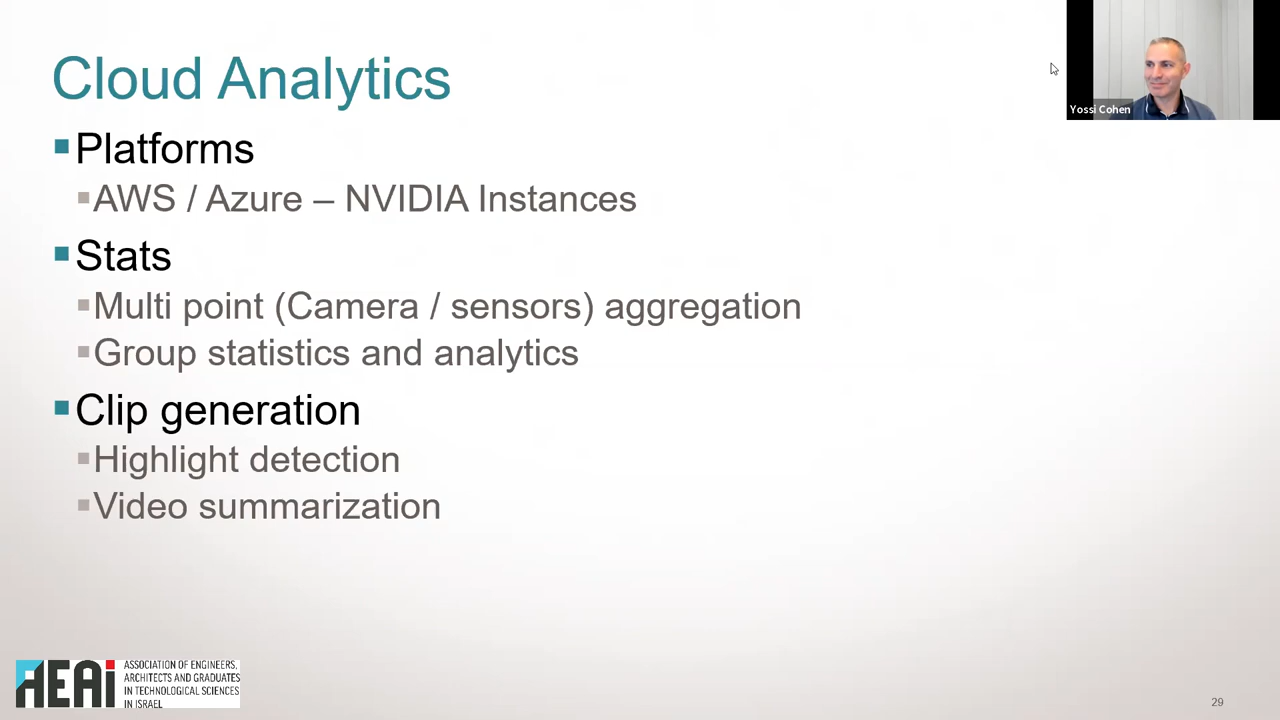 Cloud Analytics
Yossi Cohen
Platforms
AWS / Azure – NVIDIA Instances
Stats
Multi point (Camera / sensors) aggregation
Group statistics and analytics
Clip generation
Highlight detection
Video summarization
AEAi
ASSOCIATION OF ENGINEERS,
ARCHITECTS AND GRADUATES
IN TECHNOLOGICAL SCIENCES
IN ISRAEL
29